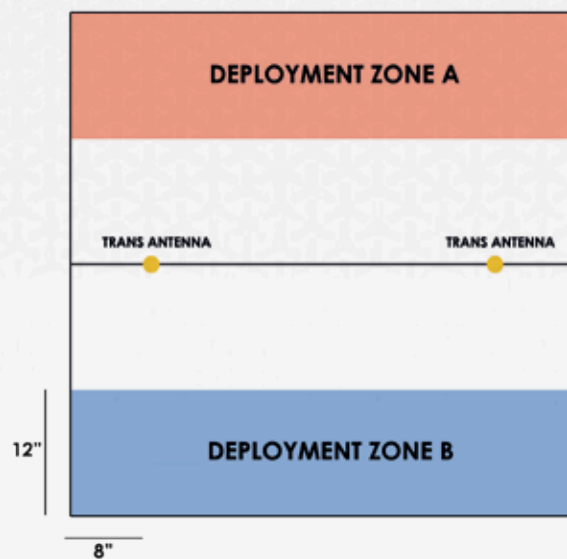 DEPLOYMENT ZONE A
TRANS ANTENNA
TRANS ANTENNA
12"
DEPLOYMENT ZONE B
8"